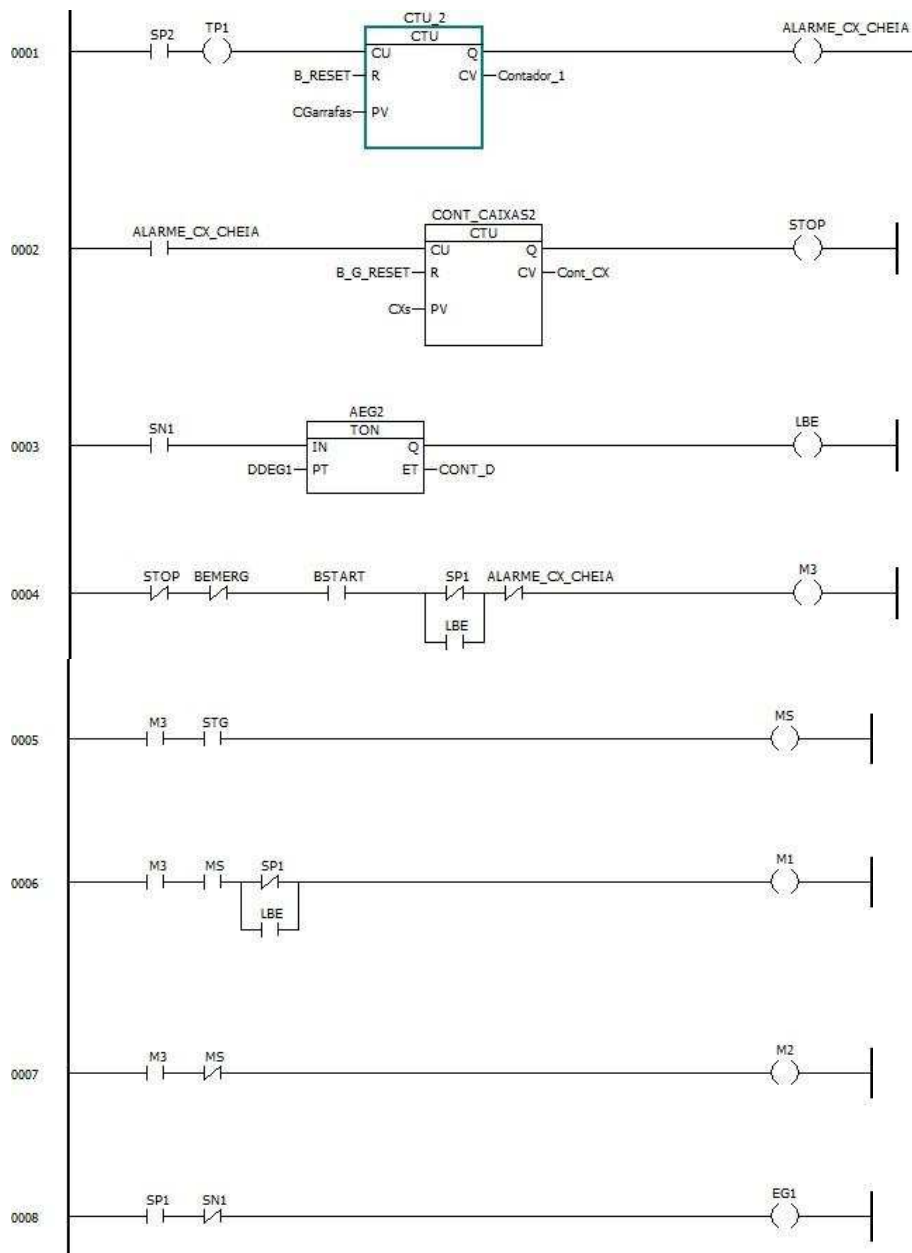 CTU_2
SP2 TP1 CTU ALARME_CX_CHEIA
0001 CU Q
B_RESET R CV Contador_1
CGarrafas PV
CONT_CAIXAS2
ALARME_CX_CHEIA CTU STOP
0002 CU Q
B_G_RESET R CV Cont_CX
CXs PV
AEG2
SN1 TON LBE
0003 IN Q
DDEG1 PT ET CONT_D
STOP BEMERG BSTART SP1 ALARME_CX_CHEIA M3
0004
LBE
M3 STG MS
0005
M3 MS SP1 M1
0006
LBE
M3 MS M2
0007
SP1 SN1 EG1
0008